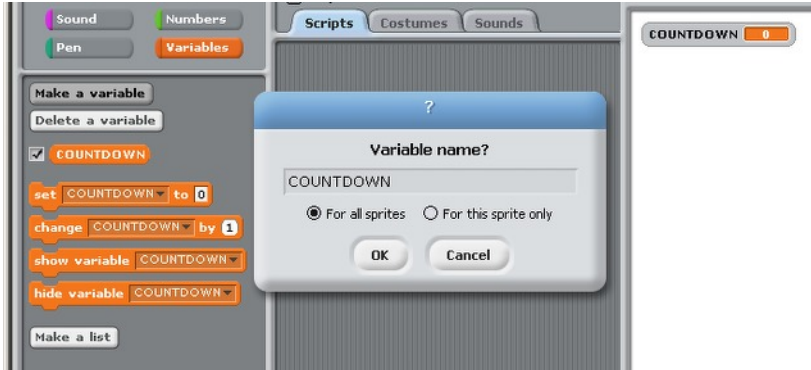 Sound
Numbers
Pen
Variables
Make a variable
Delete a variable
COUNTDOWN
set COUNTDOWN to 0
change COUNTDOWN by 1
show variable COUNTDOWN
hide variable COUNTDOWN
Make a list
Scripts
Costumes
Sounds
?
Variable name?
COUNTDOWN
For all sprites
For this sprite only
OK
Cancel
COUNTDOWN 0